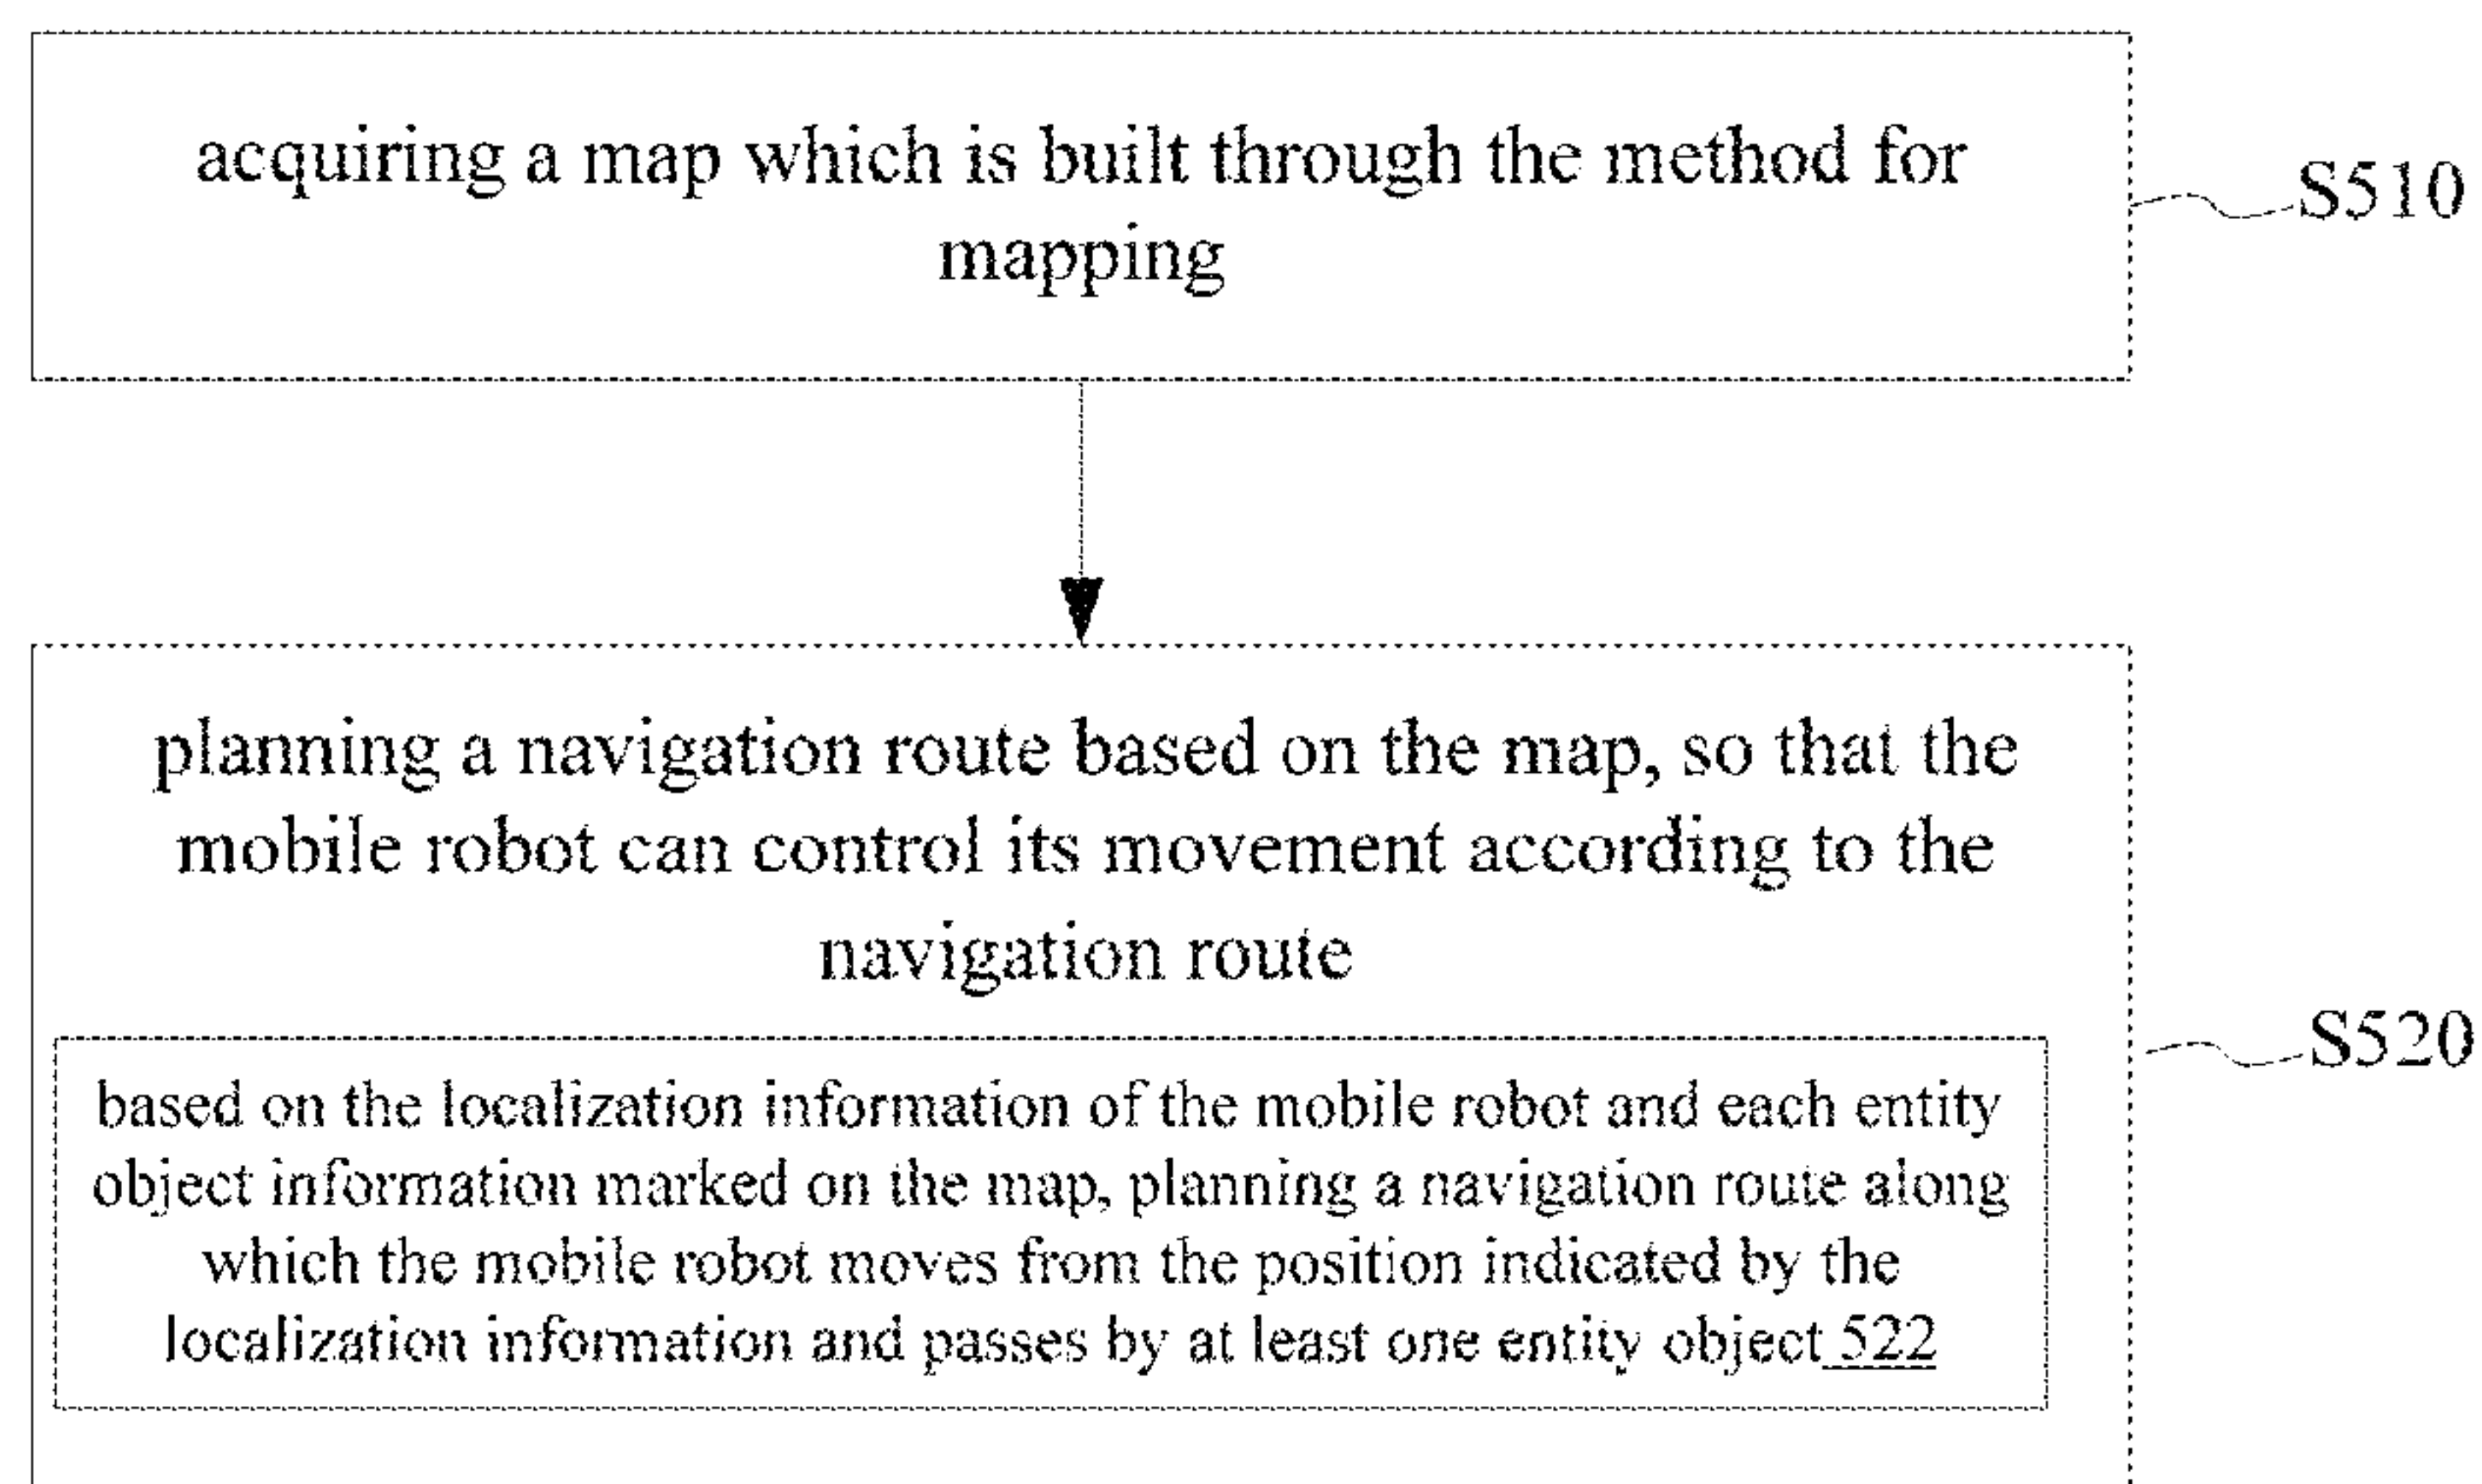 acquiring a map which is built through the method for
mapping
S510
planning a navigation route based on the map, so that the
mobile robot can control its movement according to the
navigation route
S520
based on the localization information of the mobile robot and each entity
object information marked on the map, planning a navigation route along
which the mobile robot moves from the position indicated by the
localization information and passes by at least one entity object 522